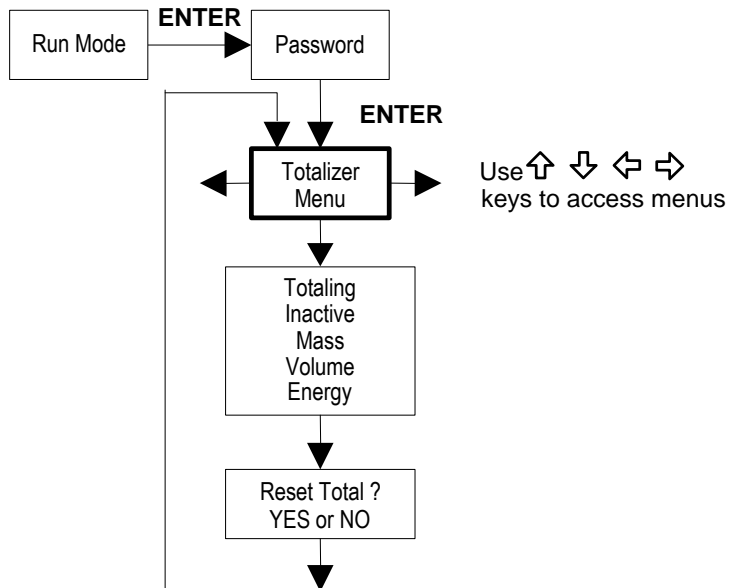 ENTER
Run Mode
Password
ENTER
Totalizer
Menu
Use ⇧ ⇩ ⇦ ⇨
keys to access menus
Totaling
Inactive
Mass
Volume
Energy
Reset Total ?
YES or NO